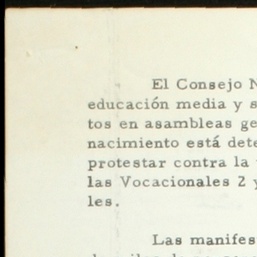 El Consejo N
educación media y s
tos en asambleas ge
nacimiento está dete
protestar contra la
las Vocacionales 2 y
les.
Las manifes